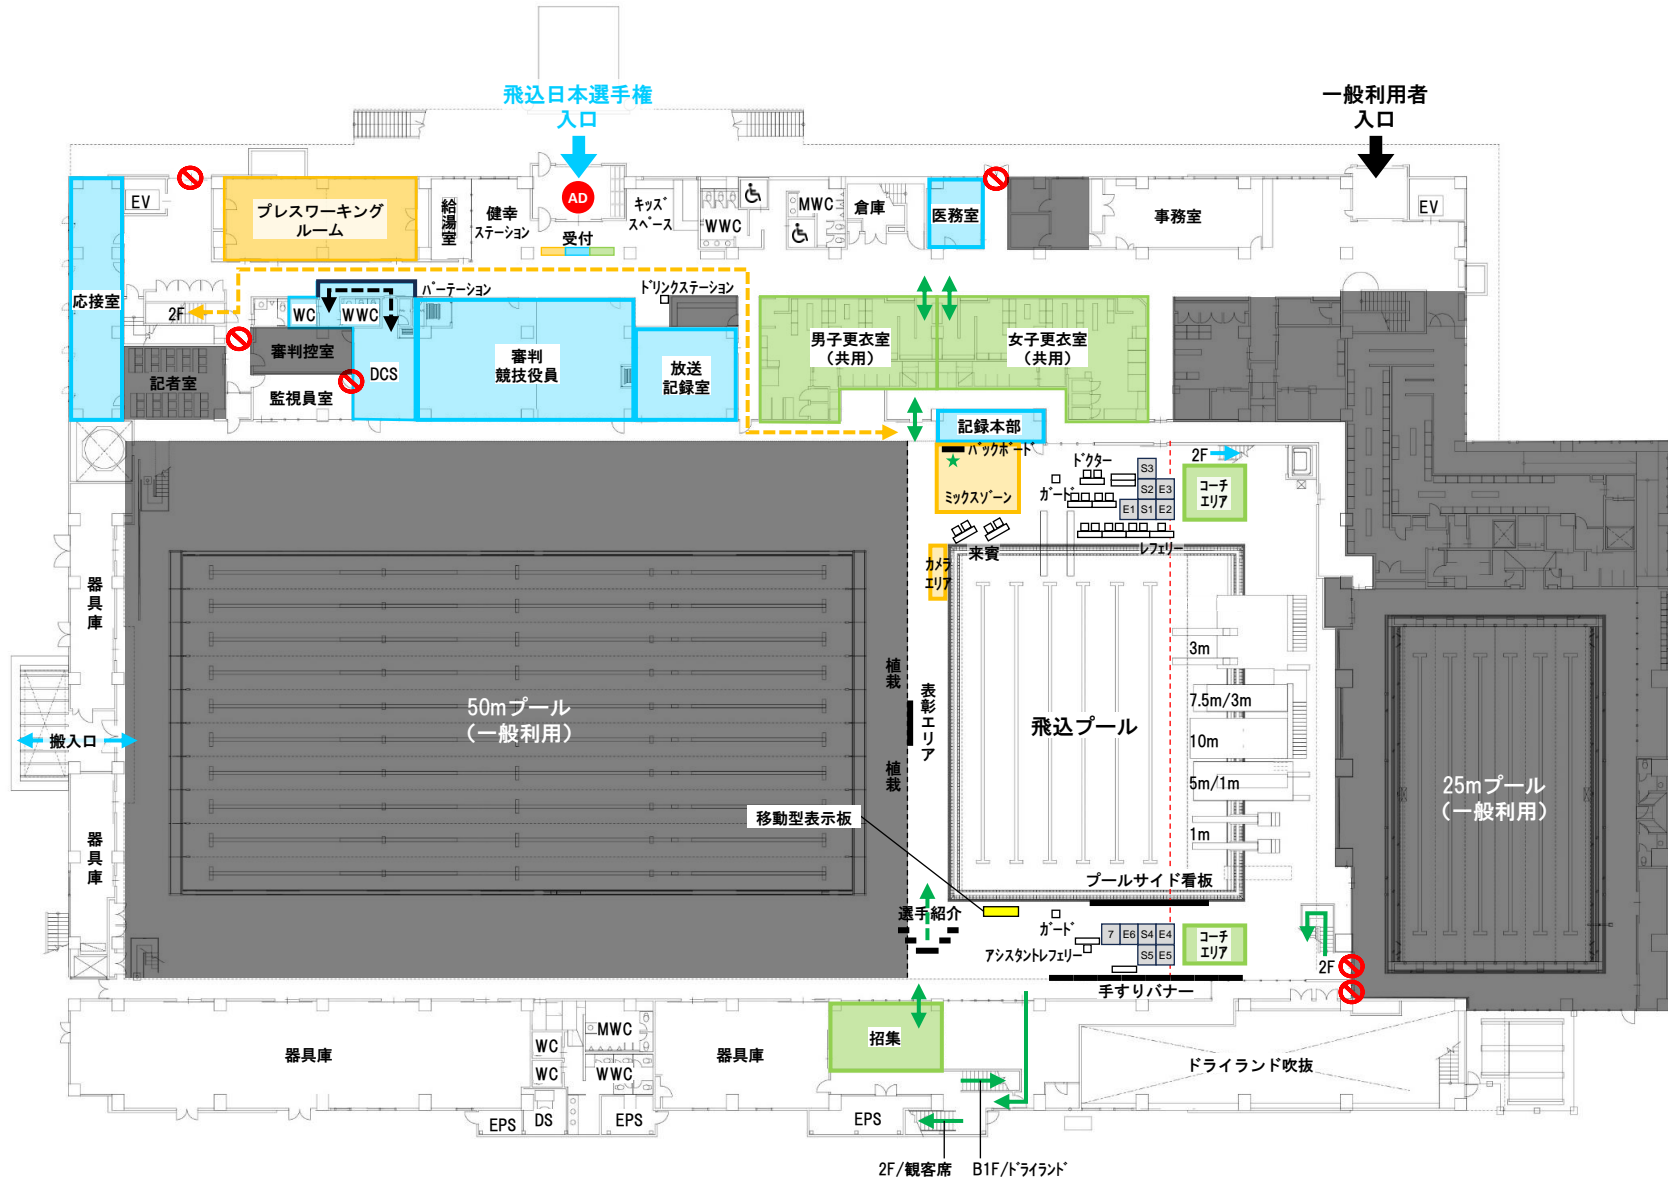 飛込日本選手権
入口
一般利用者
入口
EV
プレスワーキング
ルーム
給湯室
健幸
ステーション
AD
受付
キッズ
スペース
WWC
MWC
倉庫
医務室
事務室
EV
応接室
2F
WC
WWC
パーテーション
ドリンクステーション
審判控室
DCS
審判
競技役員
放送
記録室
男子更衣室
(共用)
女子更衣室
(共用)
記者室
監視員室
記録本部
バックボード
ミックスゾーン
ドクター
ガード
S3
S2
E3
E1
S1
E2
2F
コーチ
エリア
来賓
レフェリー
カメラ
エリア
器具庫
植栽
表彰エリア
3m
7.5m/3m
50mプール
(一般利用)
飛込プール
10m
搬入口
植栽
5m/1m
25mプール
(一般利用)
移動型表示板
1m
器具庫
プールサイド看板
選手紹介
ガード
7
E6
S4
E4
S5
E5
コーチ
エリア
アシスタントレフェリー
2F
手すりバナー
器具庫
MWC
WC
WC
WWC
器具庫
招集
ドライランド吹抜
EPS
DS
EPS
EPS
2F/観客席
B1F/ドライランド